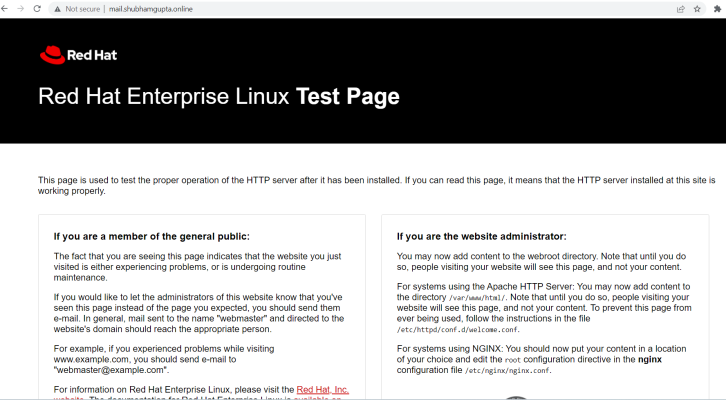 Not secure | mail.shubhamgupta.online
Red Hat
Red Hat Enterprise Linux Test Page
This page is used to test the proper operation of the HTTP server after it has been installed. If you can read this page, it means that the HTTP server installed at this site is
working properly.
If you are a member of the general public:
The fact that you are seeing this page indicates that the website you just
visited is either experiencing problems, or is undergoing routine
maintenance.
If you would like to let the administrators of this website know that you've
seen this page instead of the page you expected, you should send them
e-mail. In general, mail sent to the name "webmaster" and directed to the
website's domain should reach the appropriate person.
For example, if you experienced problems while visiting
www.example.com, you should send e-mail to
"webmaster@example.com".
For information on Red Hat Enterprise Linux, please visit the Red Hat, Inc.
website. The documentation for Red Hat Enterprise Linux is available on
If you are the website administrator:
You may now add content to the webroot directory. Note that until you do
so, people visiting your website will see this page, and not your content.
For systems using the Apache HTTP Server: You may now add content to
the directory /var/www/html/. Note that until you do so, people visiting your
website will see this page, and not your content. To prevent this page from
ever being used, follow the instructions in the file
/etc/httpd/conf.d/welcome.conf.
For systems using NGINX: You should now put your content in a location
of your choice and edit the root configuration directive in the nginx
configuration file /etc/nginx/nginx.conf.